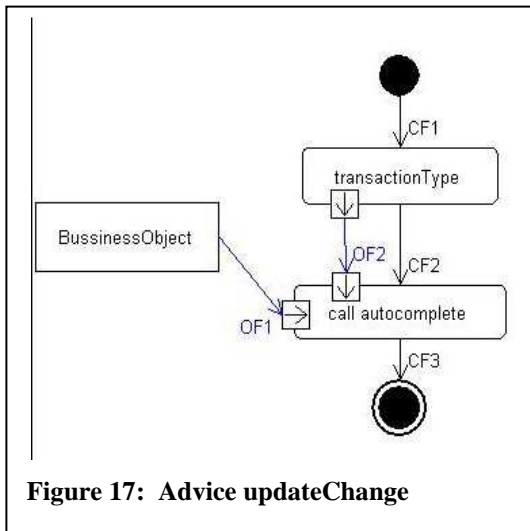 CF1
transactionType
BussinessObject
OF2
CF2
OF1
call autocomplete
CF3
Figure 17:  Advice updateChange